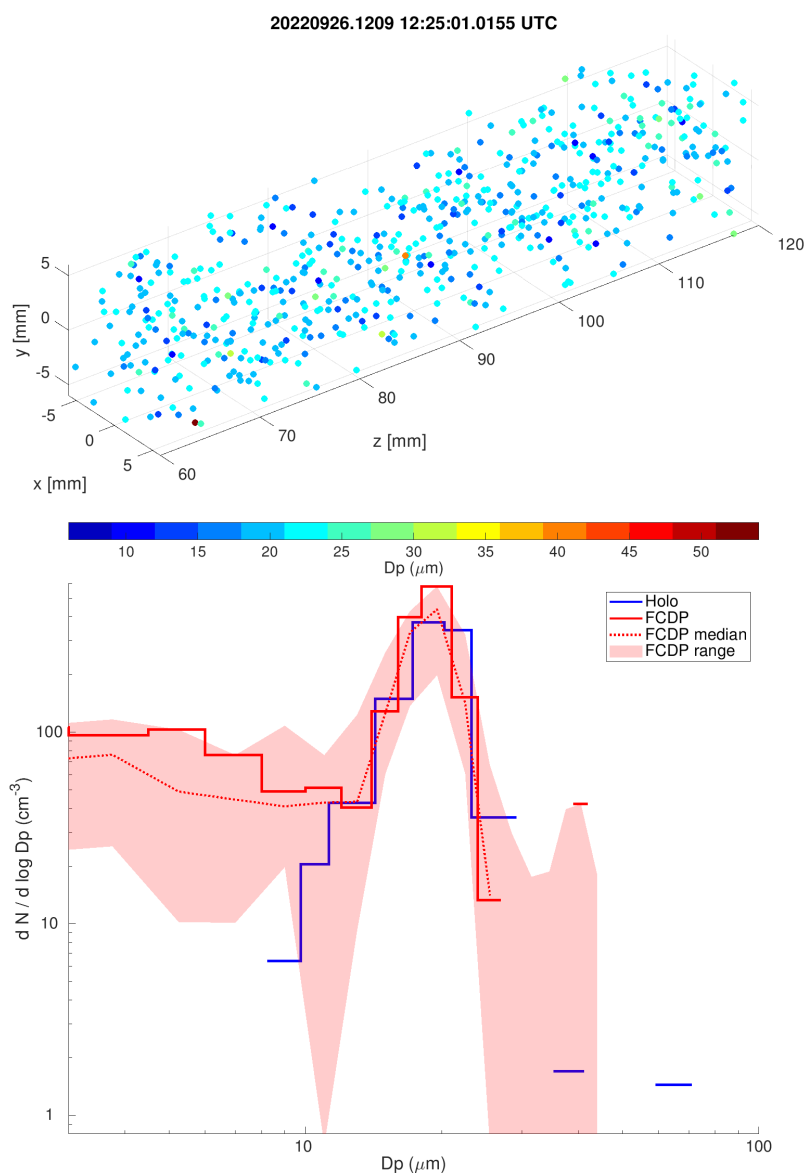 20220926.1209 12:25:01.0155 UTC
5
0
-5
y [mm]
-5
0
5
x [mm]
60
70
80
90
100
110
120
z [mm]
10 15 20 25 30 35 40 45 50
Dp (μm)
Holo
FCDP
FCDP median
FCDP range
100
10
1
d N / d log Dp (cm-3)
10 100
Dp (μm)